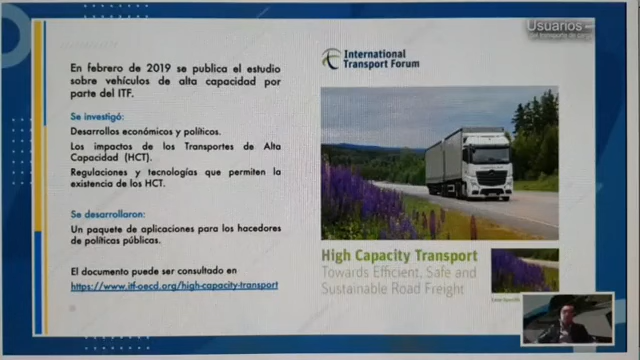 Usuarios
del transporte de carga
En febrero de 2019 se publica el estudio
sobre vehículos de alta capacidad por
parte del ITF.
Se investigó:
Desarrollos económicos y políticos.
Los impactos de los Transportes de Alta
Capacidad (HCT).
Regulaciones y tecnologías que permiten la
existencia de los HCT.
Se desarrollaron:
Un paquete de aplicaciones para los hacedores
de políticas públicas.
El documento puede ser consultado en
https://www.itf-oecd.org/high-capacity-transport
International
Transport Forum
High Capacity Transport
Towards Efficient, Safe and
Sustainable Road Freight